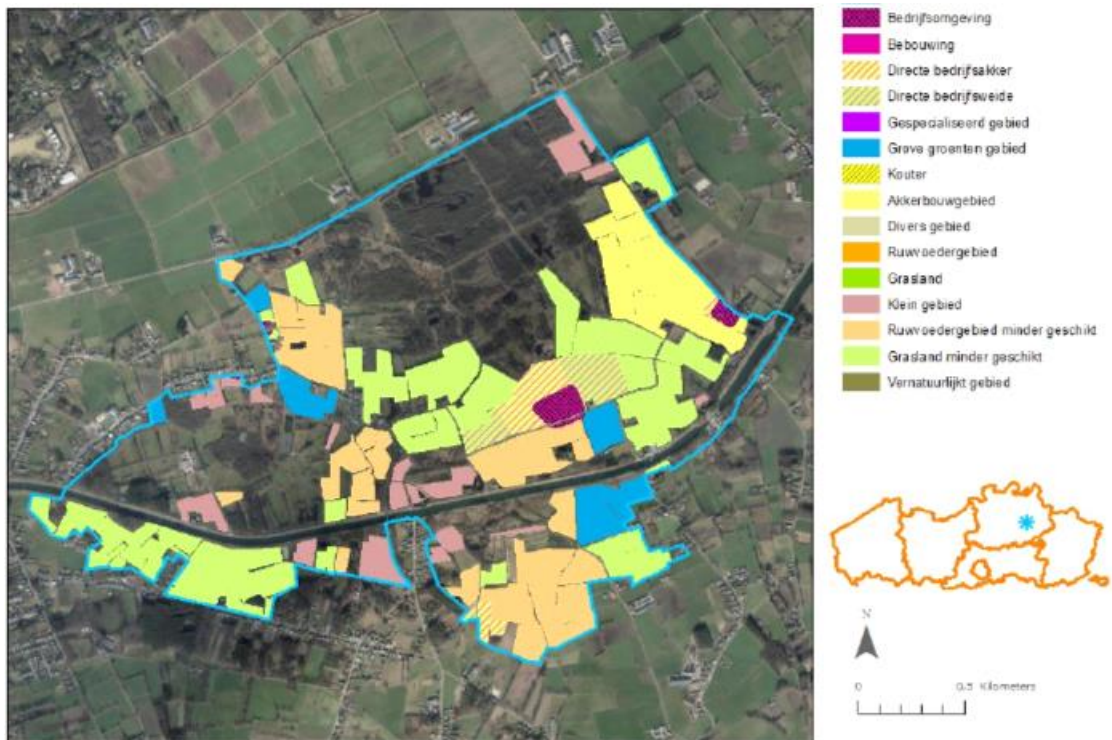 Bedrijfsomgeving
Bebouwing
Directe bedrijfsakker
Directe bedrijfsweide
Gespecialiseerd gebied
Grove groenten gebied
Kouter
Akkerbouwgebied
Divers gebied
Ruwvoedergebied
Grasland
Klein gebied
Ruwvoedergebied minder geschikt
Grasland minder geschikt
Vernatuurlijkt gebied
N
0 0.5 Kilometers